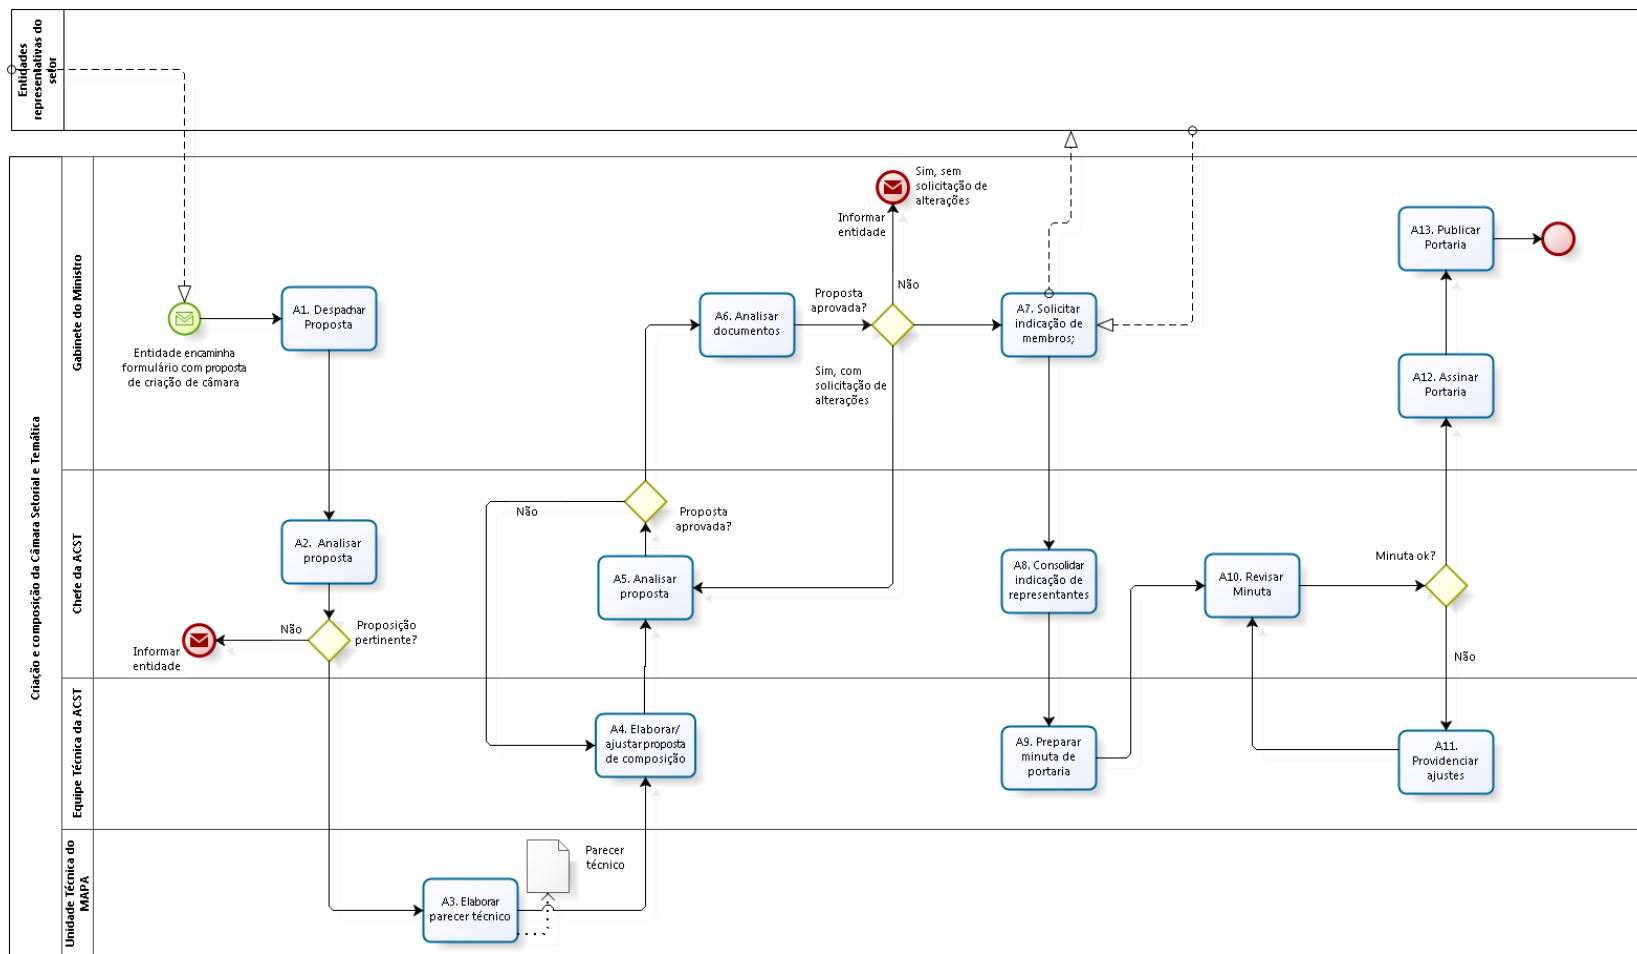 Entidades
representativas do
setor
Criação e composição da Câmara Setorial e Temática
Gabinete do Ministro
Entidade encaminha
formulário com proposta
de criação de câmara
A1. Despachar
Proposta
A6. Analisar
documentos
Proposta
aprovada?
Informar
entidade
Sim, sem
solicitação de
alterações
Não
Sim, com
solicitação de
alterações
A7. Solicitar
indicação de
membros;
A13. Publicar
Portaria
A12. Assinar
Portaria
Chefe da ACST
A2. Analisar
proposta
Proposição
pertinente?
Não
Informar
entidade
Não
Proposta
aprovada?
A5. Analisar
proposta
A8. Consolidar
indicação de
representantes
A10. Revisar
Minuta
Minuta ok?
Não
Equipe Técnica da ACST
A4. Elaborar/
ajustar proposta
de composição
A9. Preparar
minuta de
portaria
A11.
Providenciar
ajustes
Unidade Técnica do
MAPA
A3. Elaborar
parecer técnico
Parecer
técnico